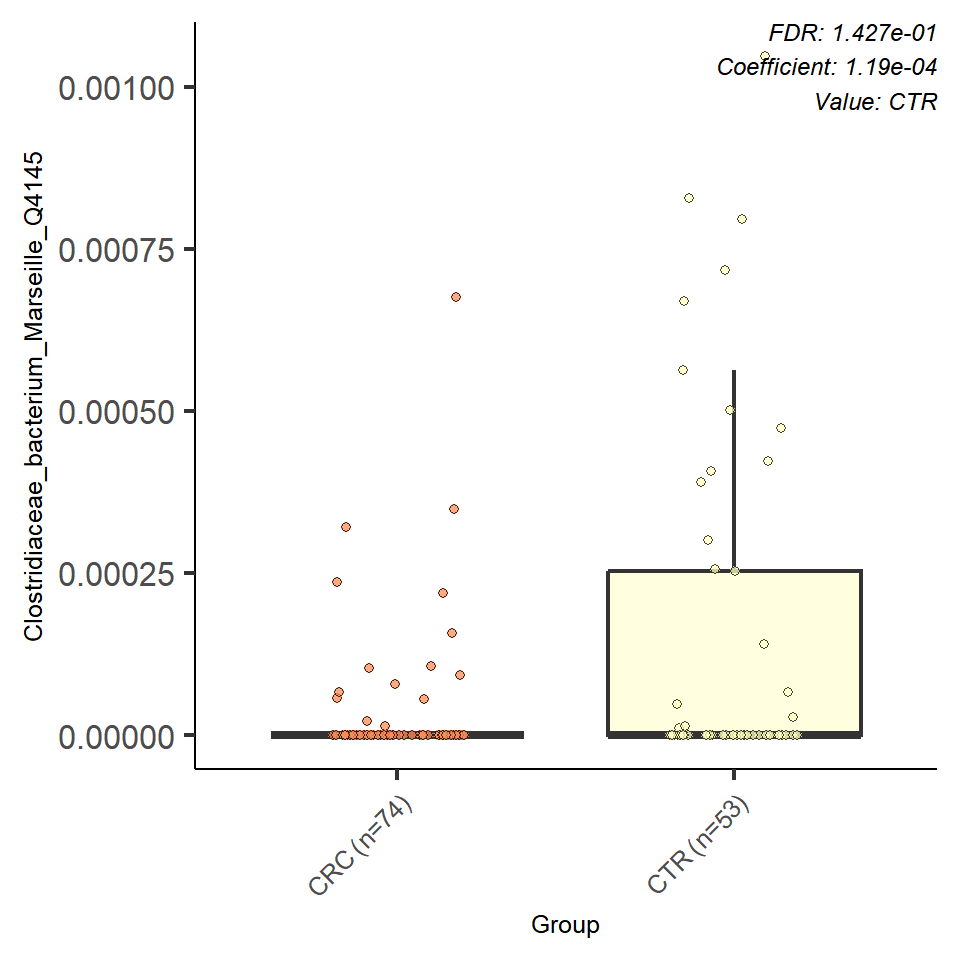 FDR: 1.427e-01
Coefficient: 1.19e-04
Value: CTR
Clostridiaceae_bacterium_Marseille_Q4145
0.00100
0.00075
0.00050
0.00025
0.00000
CRC (n=74)
CTR (n=53)
Group